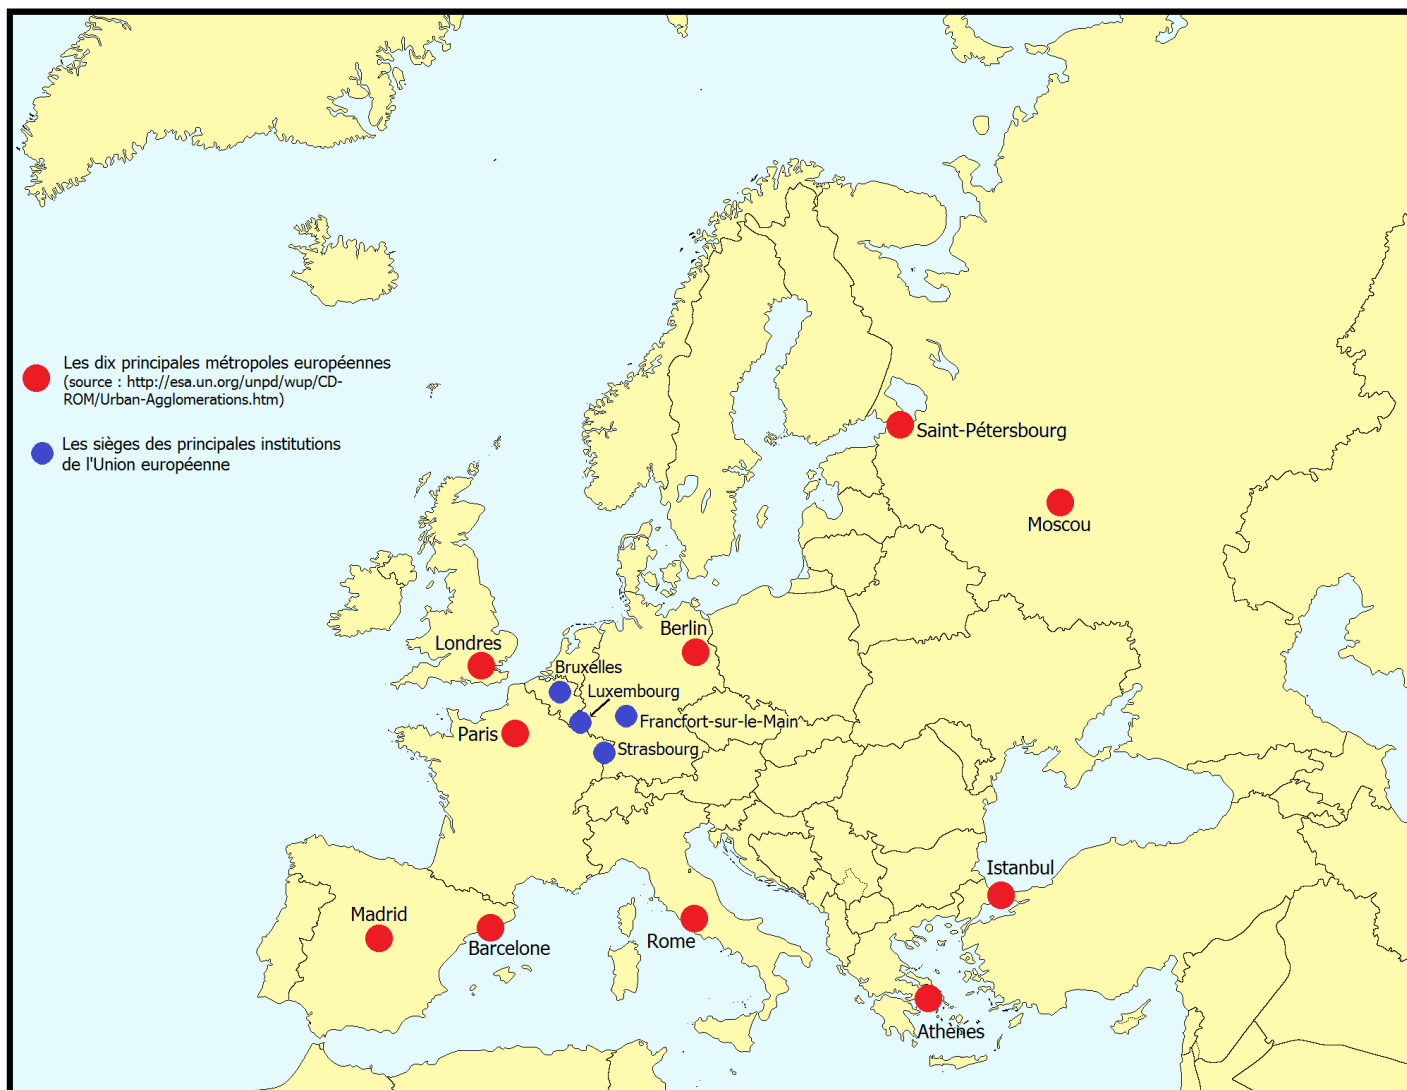 Les dix principales métropoles européennes
(source : http://esa.un.org/unpd/wup/CD-
ROM/Urban-Agglomerations.htm)
Les sièges des principales institutions
de l'Union européenne
Saint-Pétersbourg
Moscou
Berlin
Londres
Bruxelles
Luxembourg
Francfort-sur-le-Main
Paris
Strasbourg
Istanbul
Madrid
Rome
Barcelone
Athènes